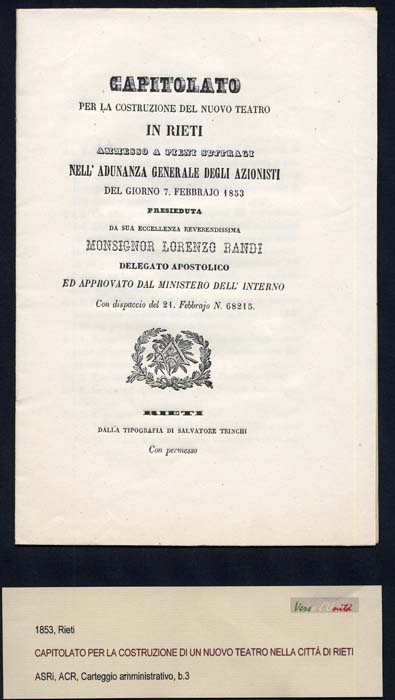 CAPITOLATO
PER LA COSTRUZIONE DEL NUOVO TEATRO
IN RIETI
AMMESSO A PIENI SUFFRAGI
NELL' ADUNANZA GENERALE DEGLI AZIONISTI
DEL GIORNO 7. FEBBRAJO 1853
PRESIEDUTA
DA SUA ECCELLENZA REVERENDISSIMA
MONSIGNOR LORENZO RANDI
DELEGATO APOSTOLICO
ED APPROVATO DAL MINISTERO DELL' INTERNO
Con dispaccio del 21. Febbrajo N. 68215.
RIETI
DALLA TIPOGRAFIA DI SALVATORE TRINCHI
Con permesso
1853, Rieti
CAPITOLATO PER LA COSTRUZIONE DI UN NUOVO TEATRO NELLA CITTÀ DI RIETI
ASRi, ACR, Carteggio amministrativo, b.3